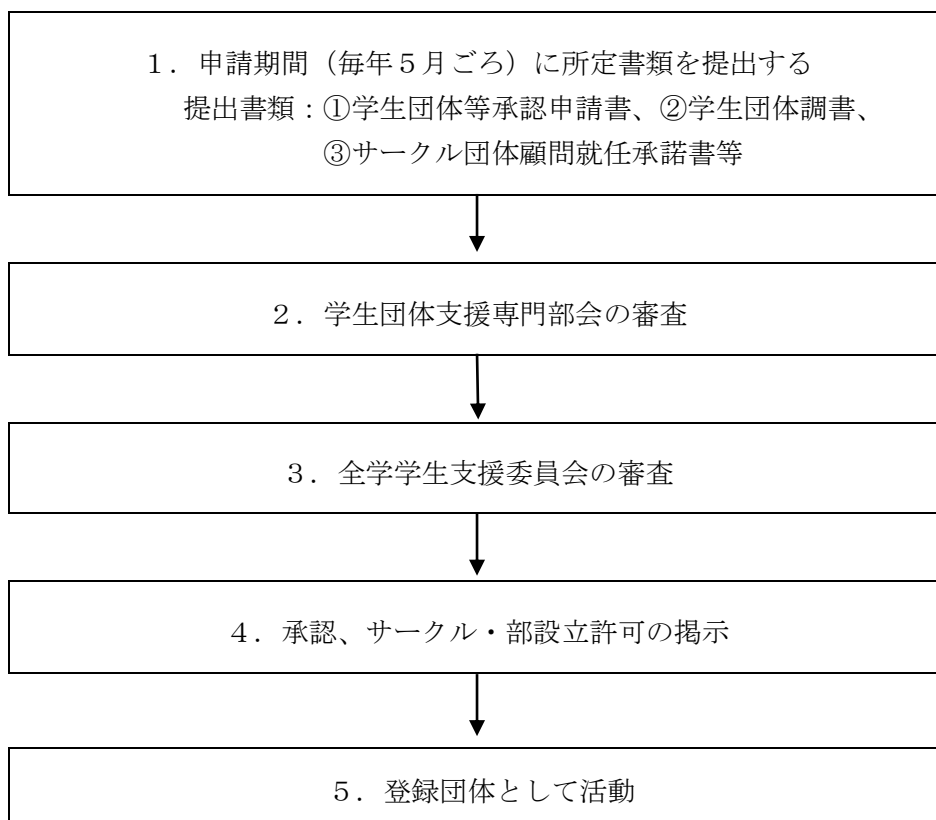 １．申請期間（毎年５月ごろ）に所定書類を提出する
提出書類：①学生団体等承認申請書、②学生団体調書、
③サークル団体顧問就任承諾書等
２．学生団体支援専門部会の審査
３．全学学生支援委員会の審査
４．承認、サークル・部設立許可の掲示
５．登録団体として活動